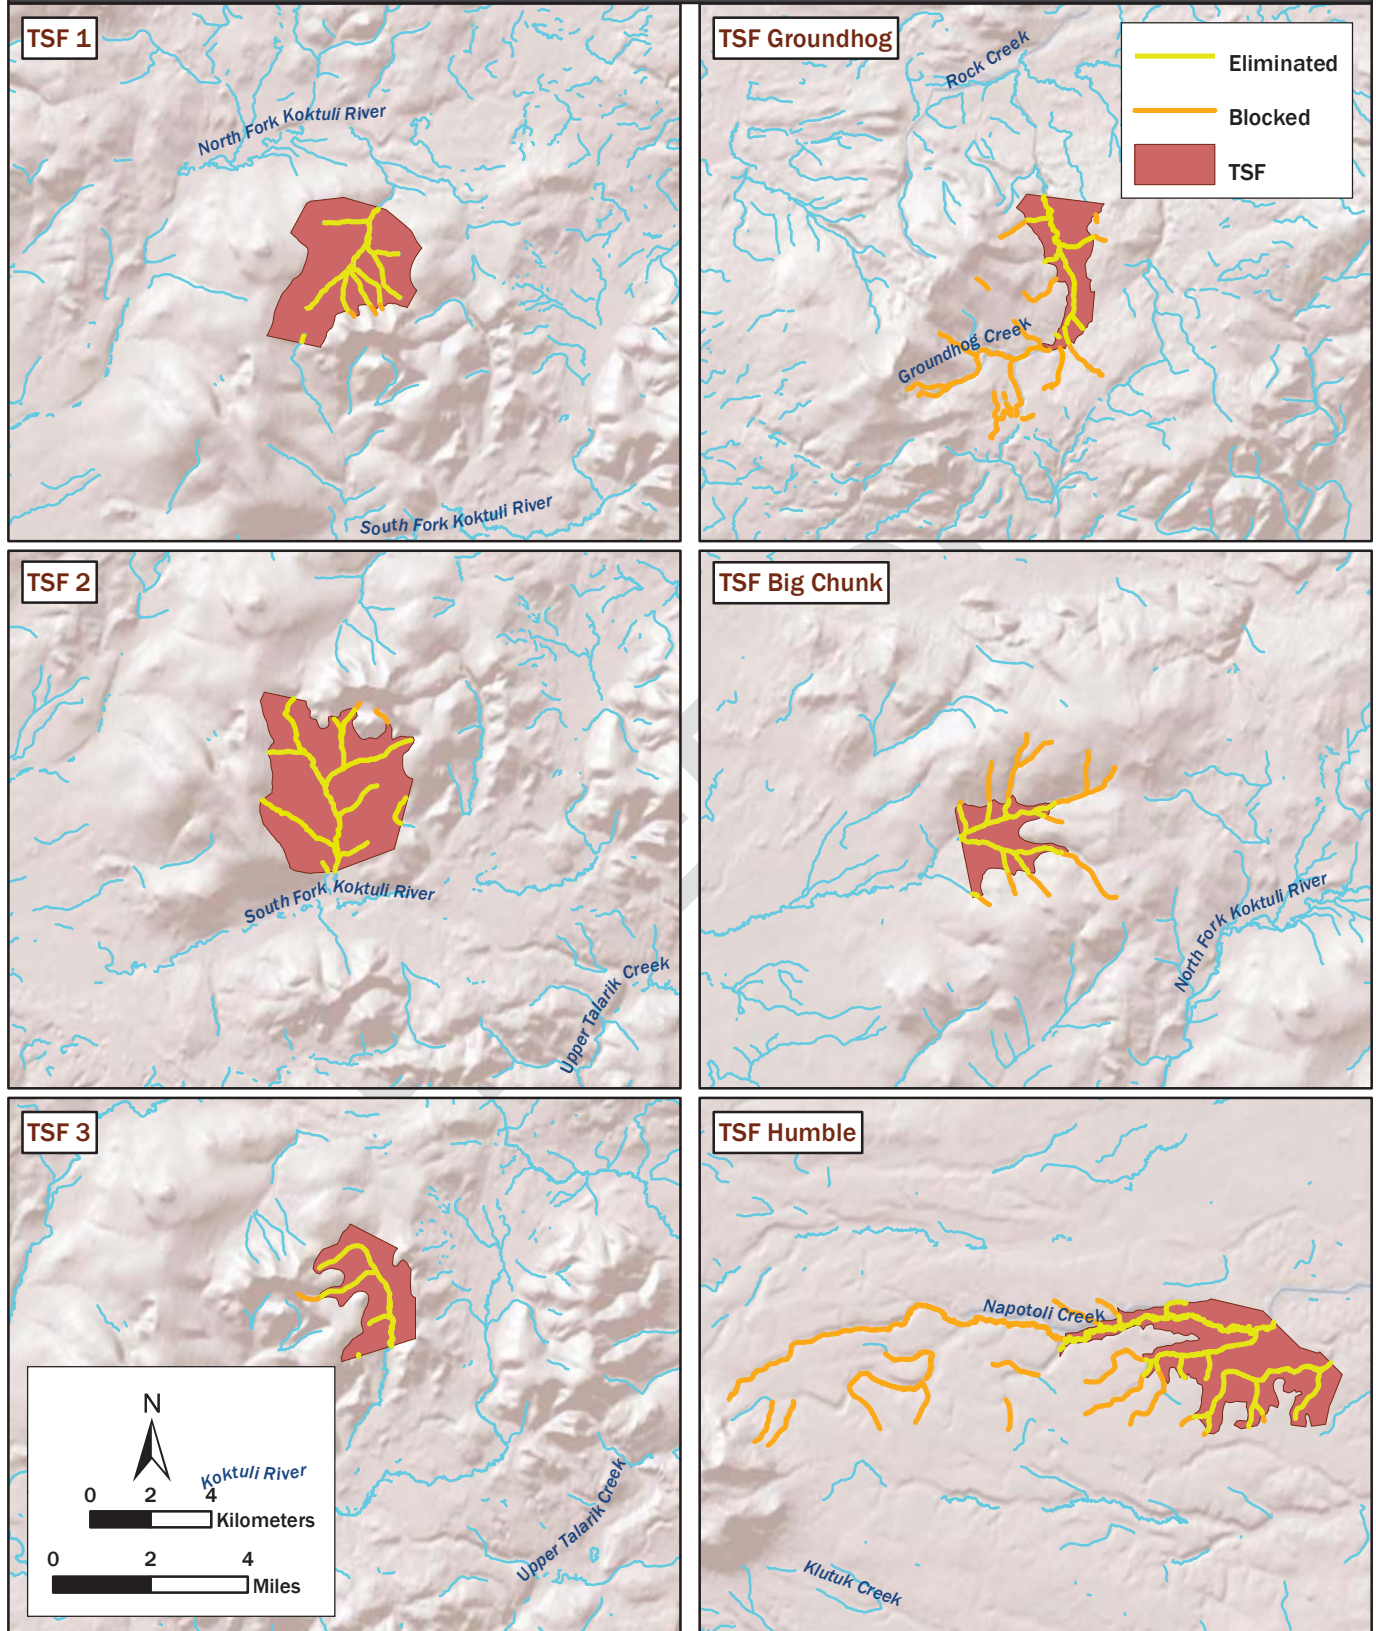 TSF 1
North Fork Koktuli River
South Fork Koktuli River
TSF Groundhog
Rock Creek
Groundhog Creek
Eliminated
Blocked
TSF
TSF 2
South Fork Koktuli River
Upper Talarik Creek
TSF Big Chunk
North Fork Koktuli River
TSF 3
Koktuli River
Upper Talarik Creek
N
0 2 4
Kilometers
0 2 4
Miles
TSF Humble
Napotoli Creek
Klutuk Creek